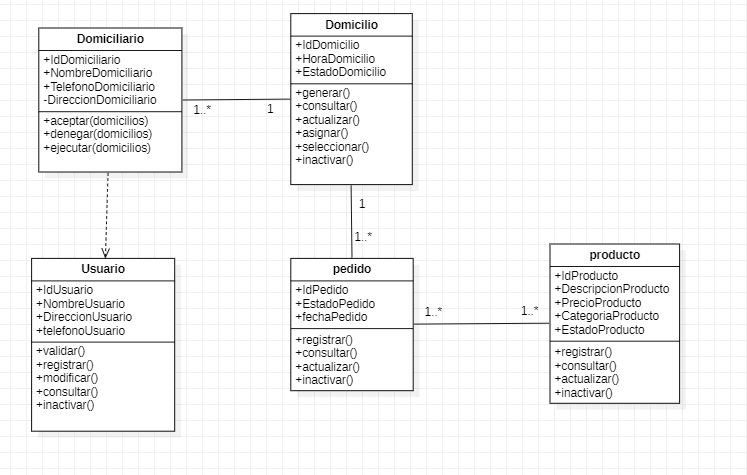 Domiciliario
+IdDomiciliario
+NombreDomiciliario
+TelefonoDomiciliario
-DireccionDomiciliario
+aceptar(domicilios)
+denegar(domicilios)
+ejecutar(domicilios)
1..*
1
Domicilio
+IdDomicilio
+HoraDomicilio
+EstadoDomicilio
+generar()
+consultar()
+actualizar()
+asignar()
+seleccionar()
+inactivar()
1
1..*
Usuario
+IdUsuario
+NombreUsuario
+DireccionUsuario
+telefonoUsuario
+validar()
+registrar()
+modificar()
+consultar()
+inactivar()
pedido
+IdPedido
+EstadoPedido
+fechaPedido
+registrar()
+consultar()
+actualizar()
+inactivar()
1..*
1..*
producto
+IdProducto
+DescripcionProducto
+PrecioProducto
+CategoriaProducto
+EstadoProducto
+registrar()
+consultar()
+actualizar()
+inactivar()